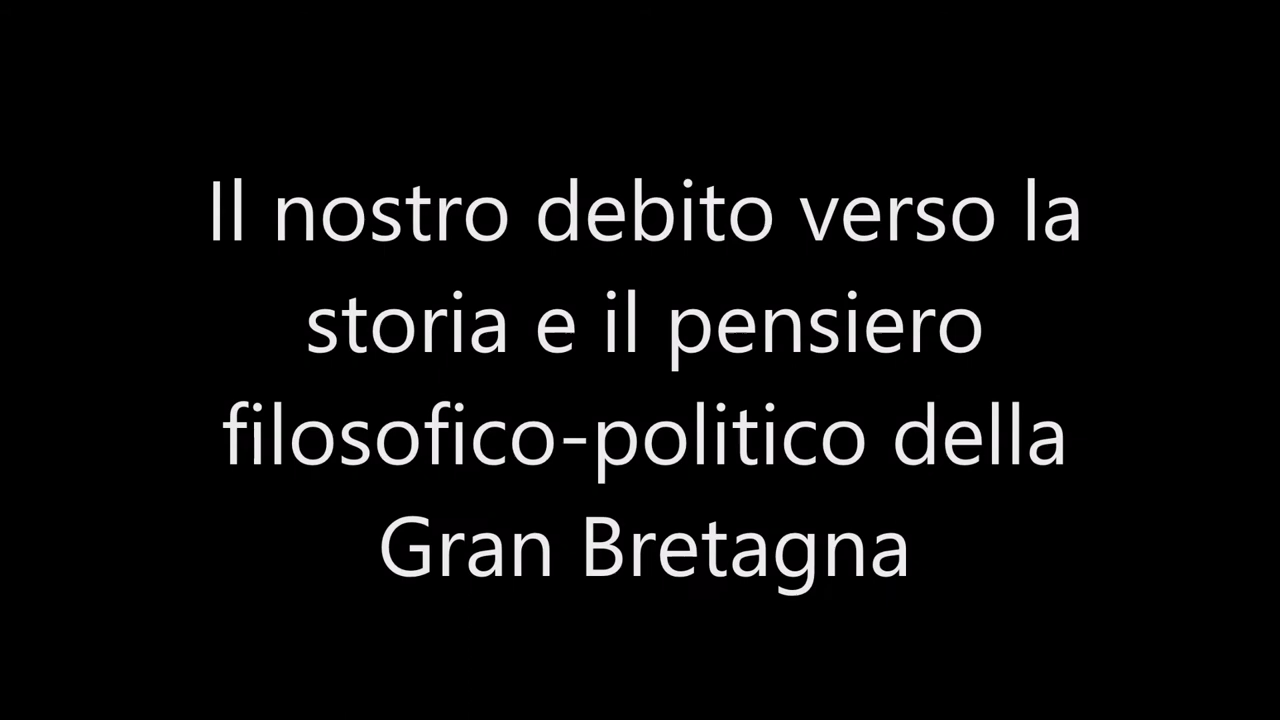 Il nostro debito verso la
storia e il pensiero
filosofico-politico della
Gran Bretagna